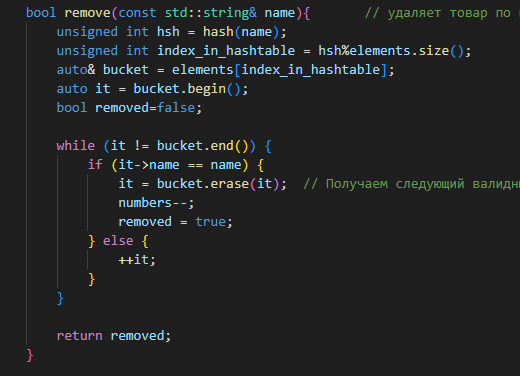 bool remove(const std::string& name){ // удаляет товар по
unsigned int hsh = hash(name);
unsigned int index_in_hashtable = hsh%elements.size();
auto& bucket = elements[index_in_hashtable];
auto it = bucket.begin();
bool removed=false;
while (it != bucket.end()) {
if (it->name == name) {
it = bucket.erase(it); // Получаем следующий
numbers--;
removed = true;
} else {
++it;
}
}
return removed;
}